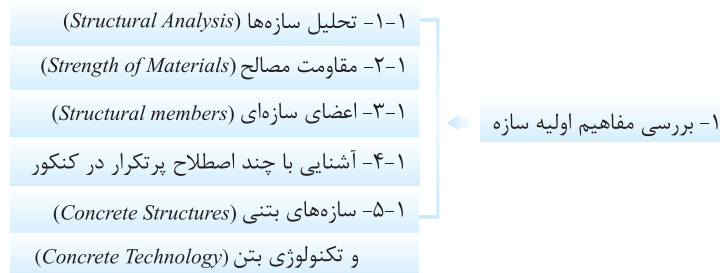 ۱- بررسی مفاهیم اولیه سازه
۱-۱- تحلیل سازه‌ها (Structural Analysis)
۱-۲- مقاومت مصالح (Strength of Materials)
۱-۳- اعضای سازه‌ای (Structural members)
۱-۴- آشنایی با چند اصطلاح پرتکرار در کنکور
۱-۵- سازه‌های بتنی (Concrete Structures)
و تکنولوژی بتن (Concrete Technology)